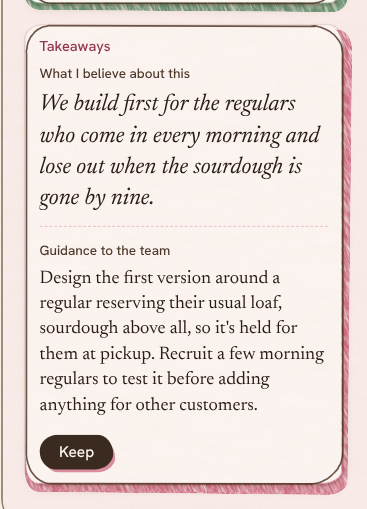 Takeaways
What I believe about this
We build first for the regulars
who come in every morning and
lose out when the sourdough is
gone by nine.
Guidance to the team
Design the first version around a
regular reserving their usual loaf,
sourdough above all, so it's held for
them at pickup. Recruit a few morning
regulars to test it before adding
anything for other customers.
Keep